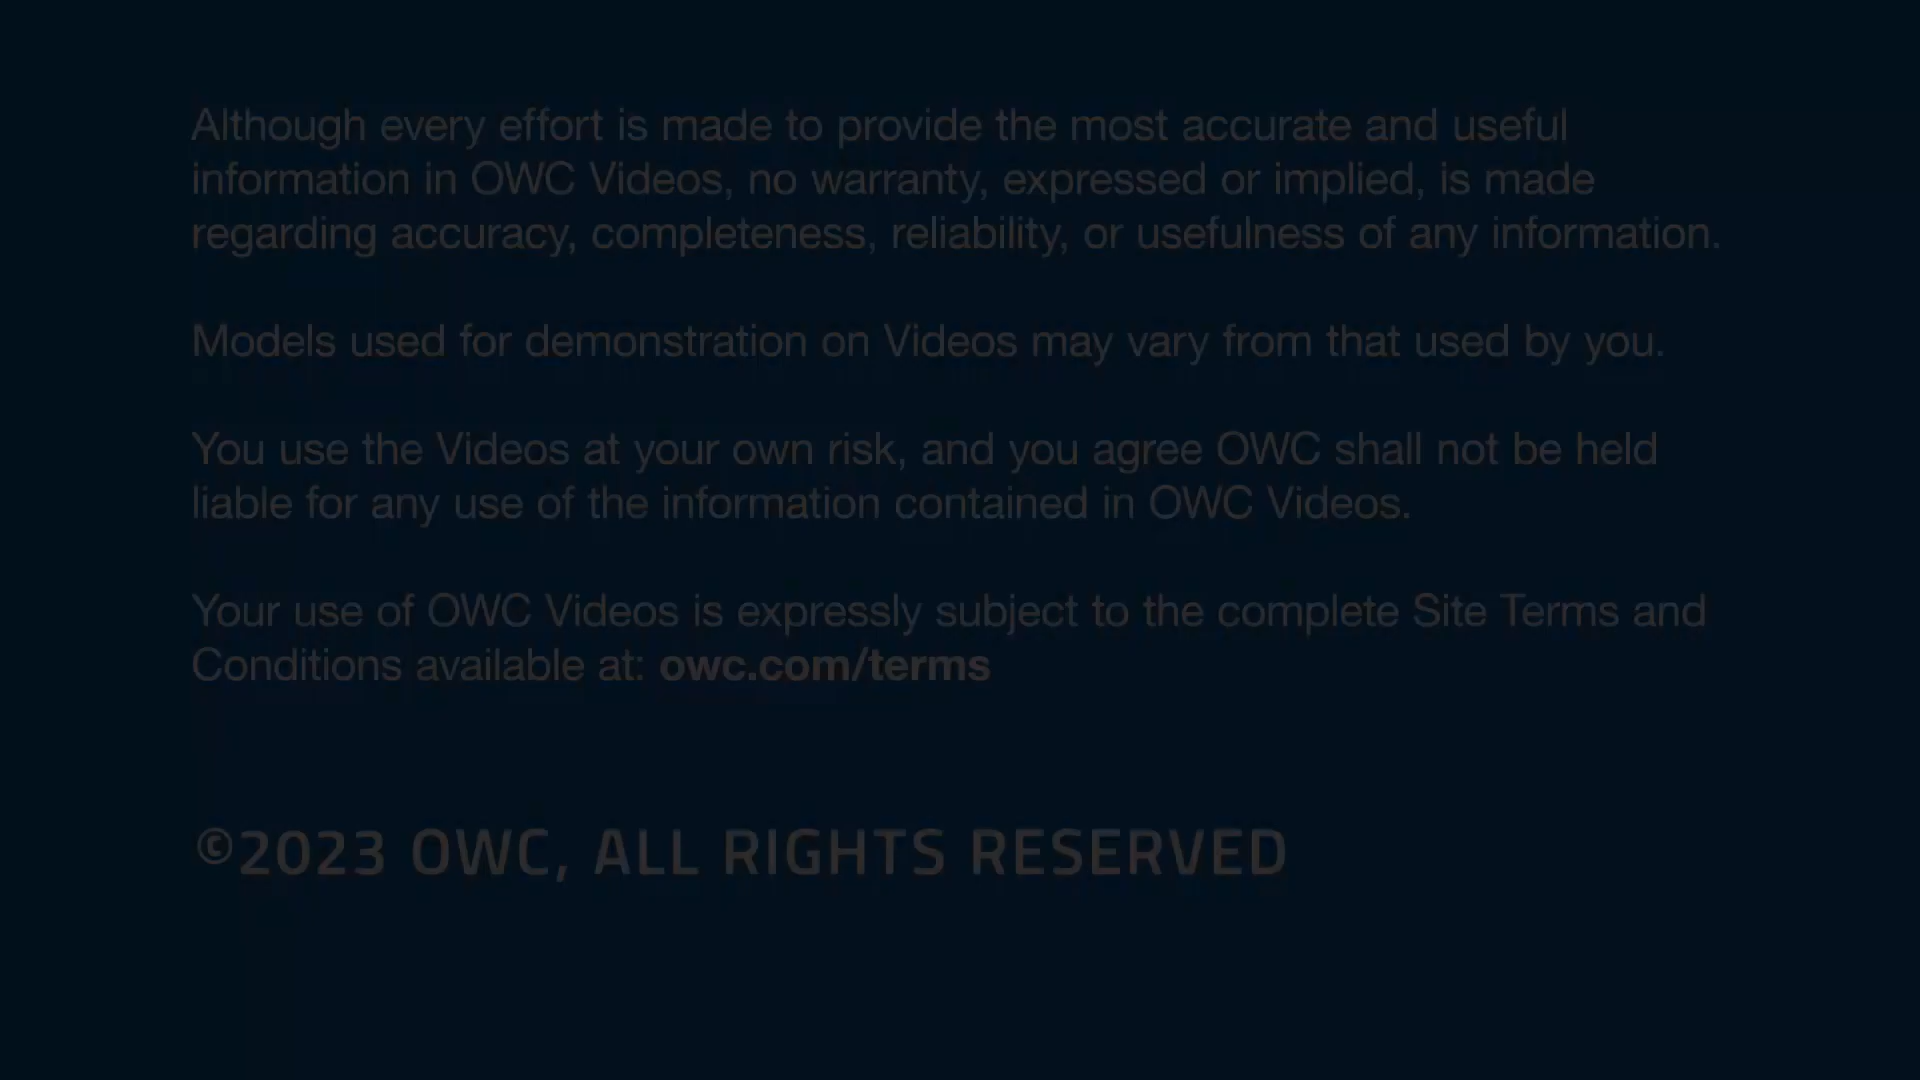 Although every effort is made to provide the most accurate and useful
information in OWC Videos, no warranty, expressed or implied, is made
regarding accuracy, completeness, reliability, or usefulness of any information.
Models used for demonstration on Videos may vary from that used by you.
You use the Videos at your own risk, and you agree OWC shall not be held
liable for any use of the information contained in OWC Videos.
Your use of OWC Videos is expressly subject to the complete Site Terms and
Conditions available at: owc.com/terms
©2023 OWC, ALL RIGHTS RESERVED